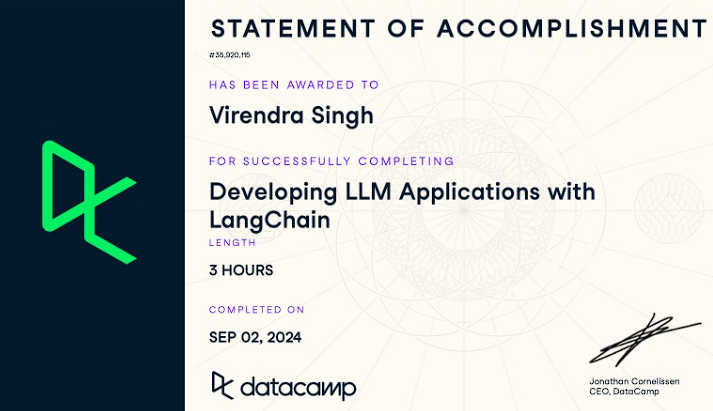 STATEMENT OF ACCOMPLISHMENT
#35,920,115
HAS BEEN AWARDED TO
Virendra Singh
FOR SUCCESSFULLY COMPLETING
Developing LLM Applications with
LangChain
LENGTH
3 HOURS
COMPLETED ON
SEP 02, 2024
datacamp
Jonathan Cornelissen
CEO, DataCamp